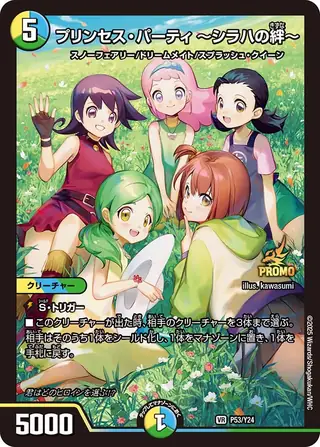 5
プリンセス・パーティ ～シラハの絆～
スノーフェアリー/ドリームメイト/スプラッシュ・クイーン
PROMO
illus. kawasumi
クリーチャー
S・トリガー
■このクリーチャーが出た時、相手のクリーチャーを3体まで選ぶ。
相手はそのうち1体をシールド化し、1体をマナゾーンに置き、1体を
手札に戻す。
君はどのヒロインを選ぶ!!?
©2025 Wizards/Shogakukan/WHC
5000
1
VR P53/Y24